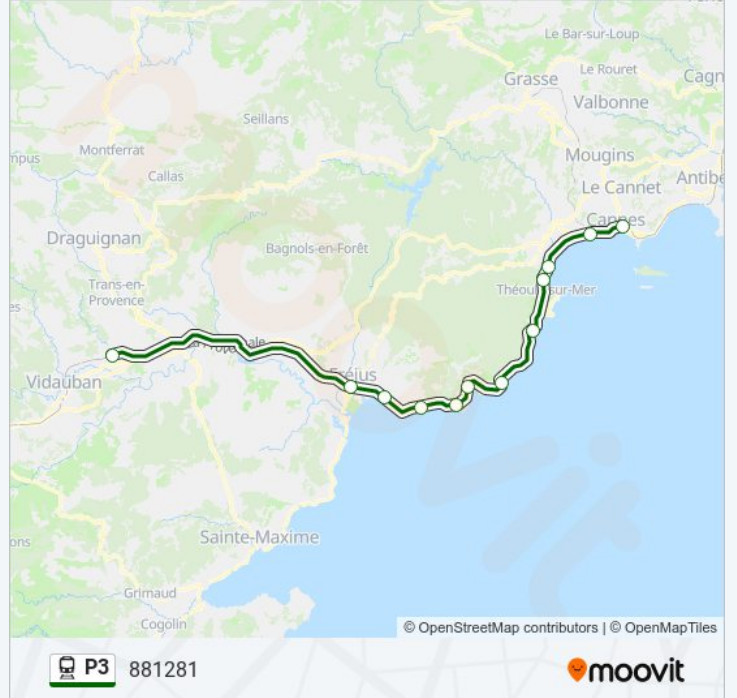 Le Bar-sur-Loup
Grasse
Le Rouret
Cagn
Valbonne
Seillans
mpus
Montferrat
Mougins
Callas
Le Cannet
Antibe
Cannes
Draguignan
Bagnols-en-Forêt
Trans-en-
Provence
Théoule-sur-Mer
es
Fréjus
Vidauban
Sainte-Maxime
ons
Grimaud
Cogolin
© OpenStreetMap contributors | © OpenMapTiles
P3 881281
moovit